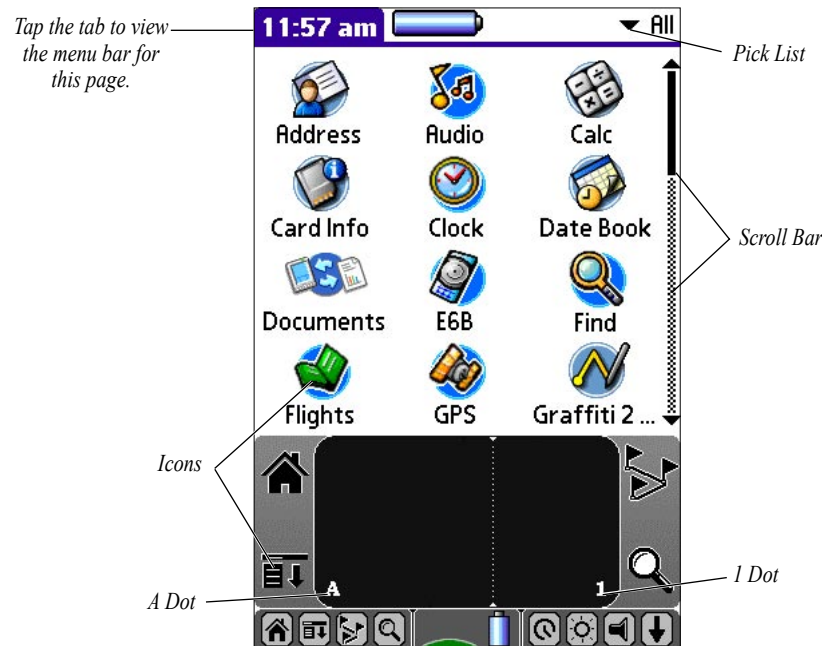 Tap the tab to view
the menu bar for
this page.
11:57 am
All
Pick List
Address Audio Calc
Card Info Clock Date Book
Scroll Bar
Documents E6B Find
Flights GPS Graffiti 2 ...
Icons
A Dot
A
1
1 Dot